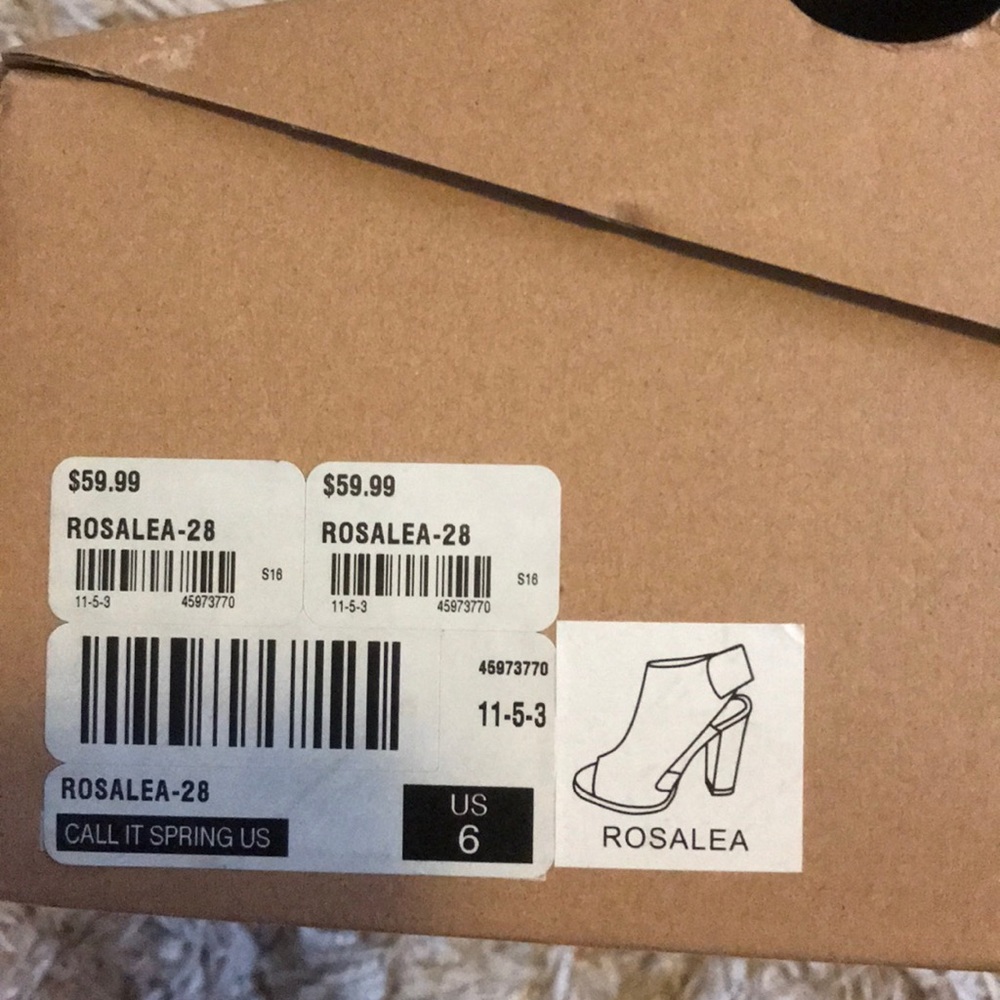 $59.99
ROSALEA-28
S16
11-5-3 45973770
$59.99
ROSALEA-28
S16
11-5-3 45973770
45973770
11-5-3
ROSALEA-28
CALL IT SPRING US
US
6
ROSALEA